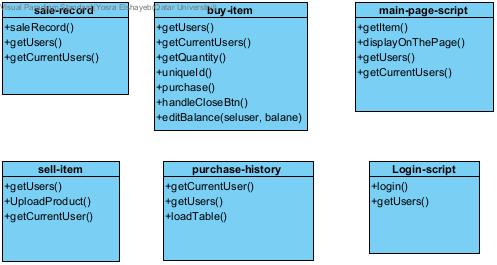 Visual Paradigm Standard(Yosra Elshayeb(Qatar University))
sale-record
+saleRecord()
+getUsers()
+getCurrentUsers()
buy-item
+getUsers()
+getCurrentUsers()
+getQuantity()
+uniqueId()
+purchase()
+handleCloseBtn()
+editBalance(seluser, balane)
main-page-script
+getItem()
+displayOnThePage()
+getUsers()
+getCurrentUsers()
sell-item
+getUsers()
+UploadProduct()
+getCurrentUser()
purchase-history
+getCurrentUser()
+getUsers()
+loadTable()
Login-script
+login()
+getUsers()